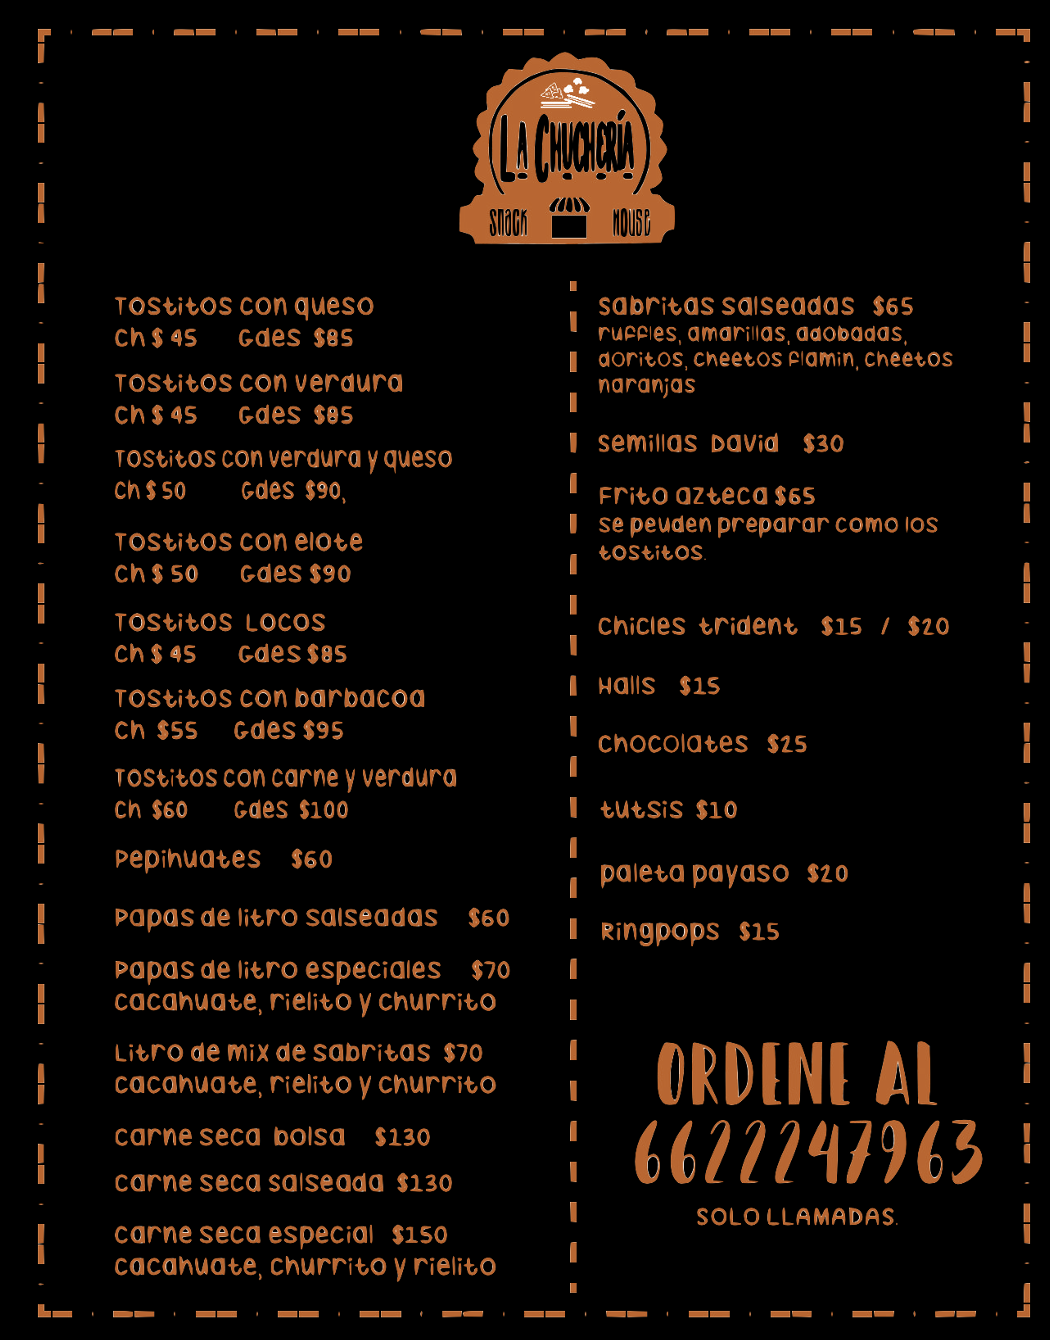 La Chuchería
Snack House
Tostitos con queso
Ch $ 45 Gdes $85
Tostitos con verdura
Ch $ 45 Gdes $85
Tostitos con verdura y queso
Ch $ 50 Gdes $90,
Tostitos con elote
Ch $ 50 Gdes $90
Tostitos LOCOS
Ch $ 45 Gdes $85
Tostitos con barbacoa
Ch $55 Gdes $95
Tostitos con carne y verdura
Ch $60 Gdes $100
Pepihuates $60
Papas de litro salseadas $60
Papas de litro especiales $70
cacahuate, rielito y churrito
Litro de mix de sabritas $70
cacahuate, rielito y churrito
carne seca bolsa $130
carne seca salseada $130
carne seca especial $150
cacahuate, churrito y rielito
sabritas salseadas $65
ruffles, amarillas, adobadas,
doritos, cheetos flamin, cheetos
naranjas
semillas David $30
Frito azteca $65
se peuden preparar como los
tostitos.
chicles trident $15 / $20
Halls $15
chocolates $25
tutsis $10
paleta payaso $20
Ringpops $15
ORDENE AL
6622247963
SOLO LLAMADAS.